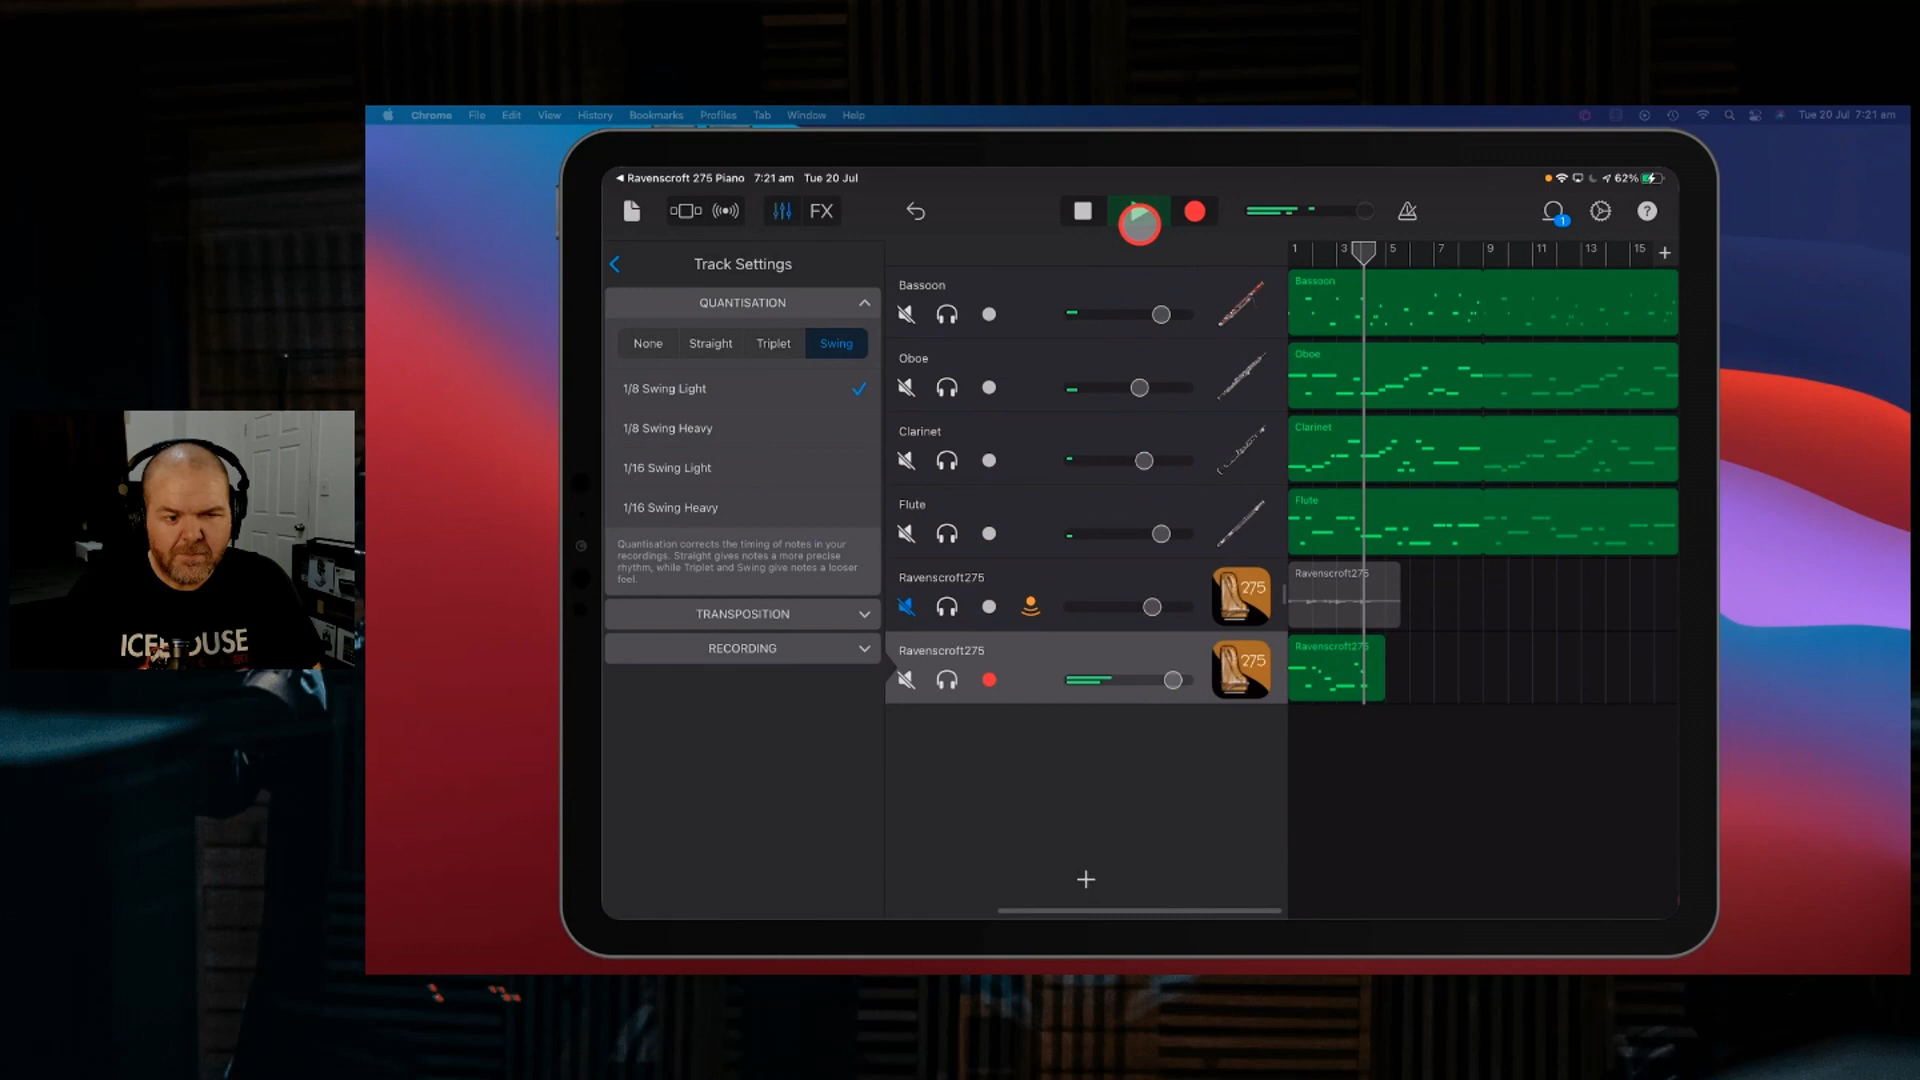 Chrome File Edit View History Bookmarks Profiles Tab Window Help Tue 20 Jul 7:21 am
Ravenscroft 275 Piano 7:21 am Tue 20 Jul 62%
FX
1
?
Track Settings
QUANTISATION
None Straight Triplet Swing
1/8 Swing Light
1/8 Swing Heavy
1/16 Swing Light
1/16 Swing Heavy
Quantisation corrects the timing of notes in your
recordings. Straight gives notes a more precise
rhythm, while Triplet and Swing give notes a looser
feel.
TRANSPOSITION
RECORDING
Bassoon
Oboe
Clarinet
Flute
Ravenscroft275
275
Ravenscroft275
275
1 3 5 7 9 11 13 15 +
Bassoon
Oboe
Clarinet
Flute
Ravenscroft275
Ravenscroft275
+
ICEHOUSE